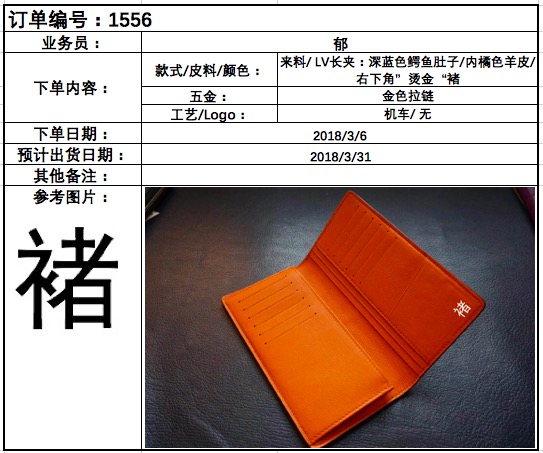 订单编号：1556
业务员： 郁
下单内容： 款式/皮料/颜色： 来料/ LV长夹：深蓝色鳄鱼肚子/内橘色羊皮/
右下角”烫金“褚
五金： 金色拉链
工艺/Logo： 机车/ 无
下单日期： 2018/3/6
预计出货日期： 2018/3/31
其他备注：
参考图片：
褚
褚